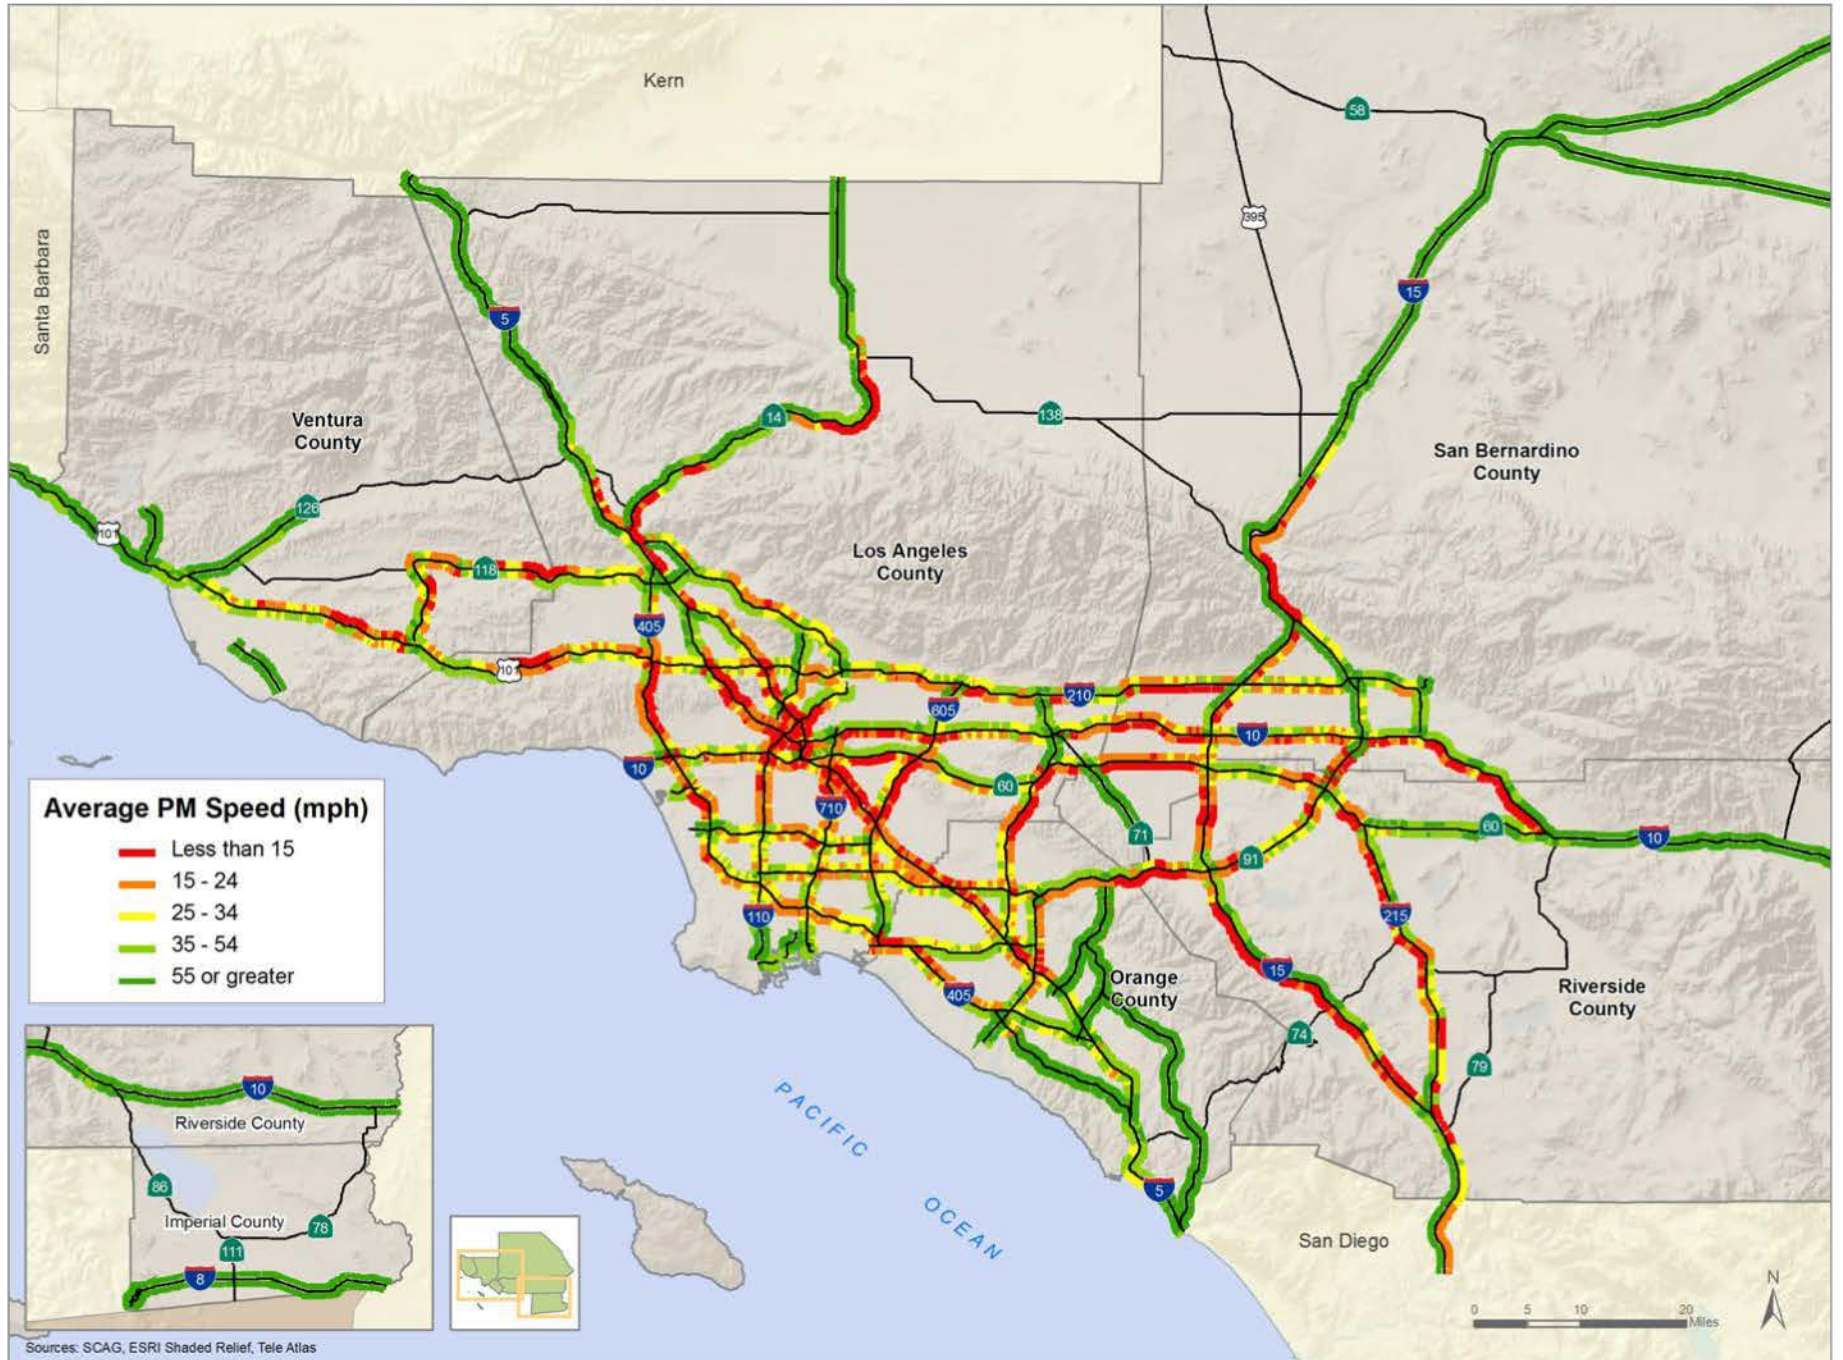 Kern
58
395
Santa Barbara
15
5
14
138
Ventura
County
San Bernardino
County
126
101
Los Angeles
County
118
405
101
210
605
10
10
60
710
71
60
10
91
110
215
405
15
Orange
County
Riverside
County
74
79
5
San Diego
PACIFIC
OCEAN
Average PM Speed (mph)
Less than 15
15 - 24
25 - 34
35 - 54
55 or greater
10
Riverside County
86
Imperial County
78
111
8
N
0 5 10 20
Miles
Sources: SCAG, ESRI Shaded Relief, Tele Atlas